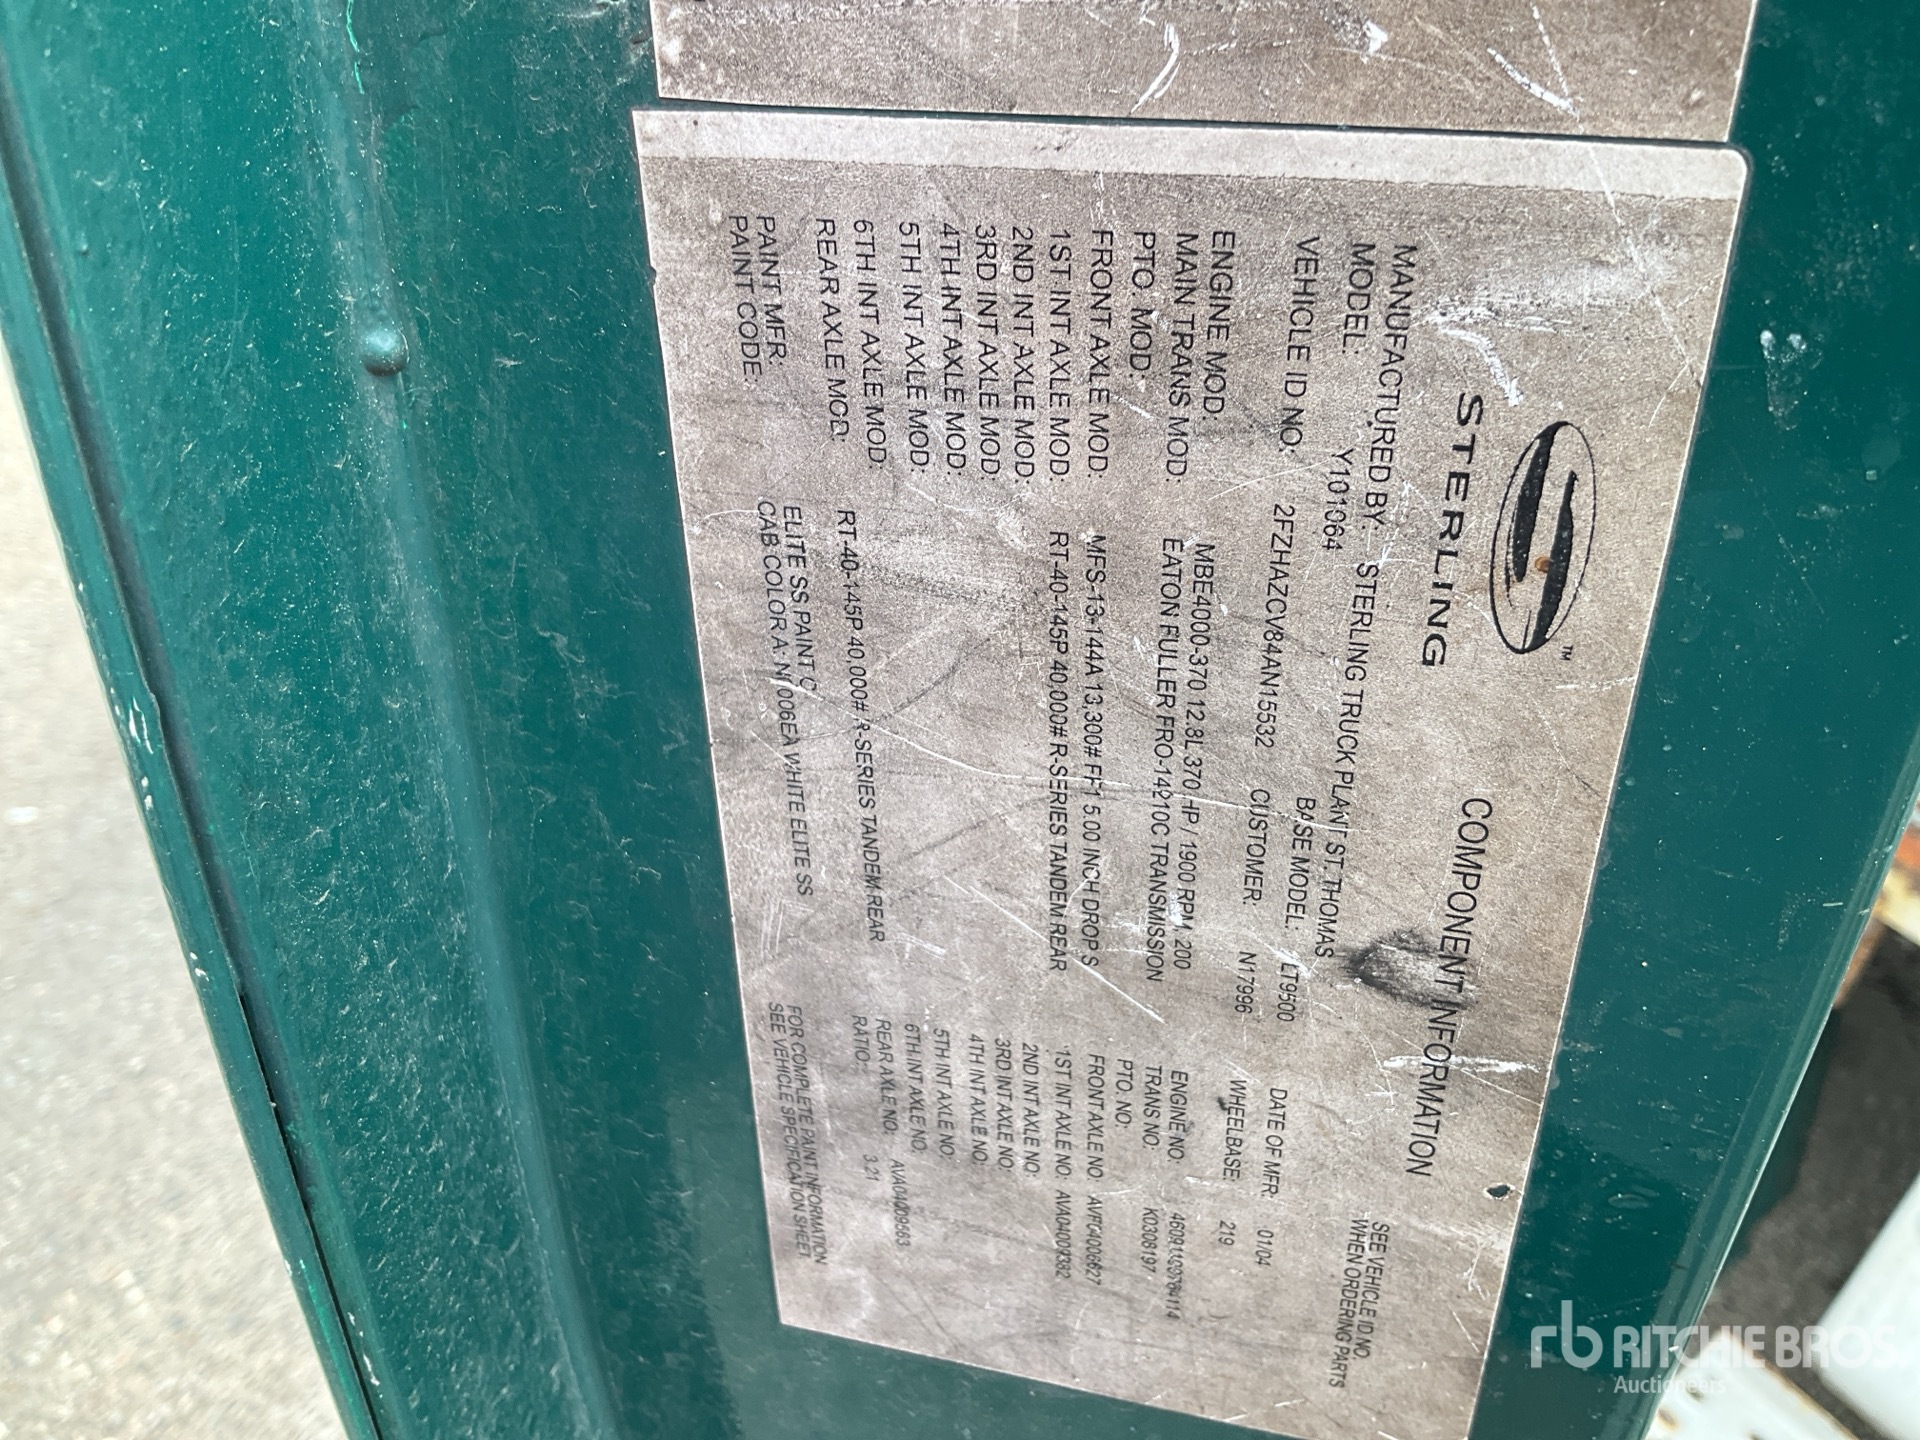 STERLING
TM
COMPONENT INFORMATION
SEE VEHICLE ID NO.
WHEN ORDERING PARTS
MANUFACTURED BY: STERLING TRUCK PLANT ST. THOMAS
MODEL: Y101064 BASE MODEL: LT9500 DATE OF MFR: 01/04
VEHICLE ID NO: 2FZHAZCV84AN15532 CUSTOMER: N17996 WHEELBASE: 219
ENGINE MOD: MBE4000-370 12.8L 370 HP / 1900 RPM, 200 ENGINE NO:
MAIN TRANS MOD: EATON FULLER FRO-14210C TRANSMISSION TRANS NO: K0308197
PTO. MOD: PTO. NO:
FRONT AXLE MOD: MFS-13-144A 13,300# FF1 5.00 INCH DROP S FRONT AXLE NO.
1ST INT AXLE MOD: RT-40-145P 40,000# R-SERIES TANDEM REAR 1ST INT AXLE NO: AVA04009382
2ND INT AXLE MOD: 2ND INT AXLE NO:
3RD INT AXLE MOD: 3RD INT AXLE NO:
4TH INT AXLE MOD: 4TH INT AXLE NO:
5TH INT AXLE MOD: 5TH INT AXLE NO:
6TH INT AXLE MOD: 6TH INT AXLE NO.
REAR AXLE MOD: RT-40-145P 40,000# R-SERIES TANDEM REAR REAR AXLE NO:
RATIO: 3.21
PAINT MFR: ELITE SS PAINT
PAINT CODE: CAB COLOR A: WHITE ELITE SS
FOR COMPLETE PAINT INFORMATION
SEE VEHICLE SPECIFICATION SHEET.
rb RITCHIE BROS.
Auctioneers